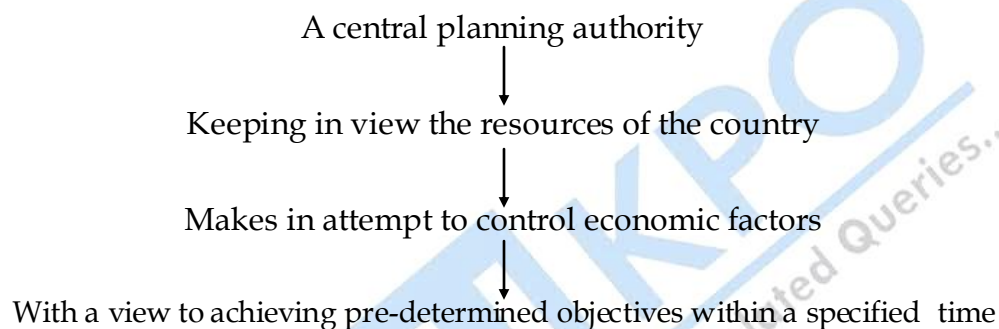 A central planning authority
Keeping in view the resources of the country
Makes in attempt to control economic factors
With a view to achieving pre-determined objectives within a specified time
Queries..